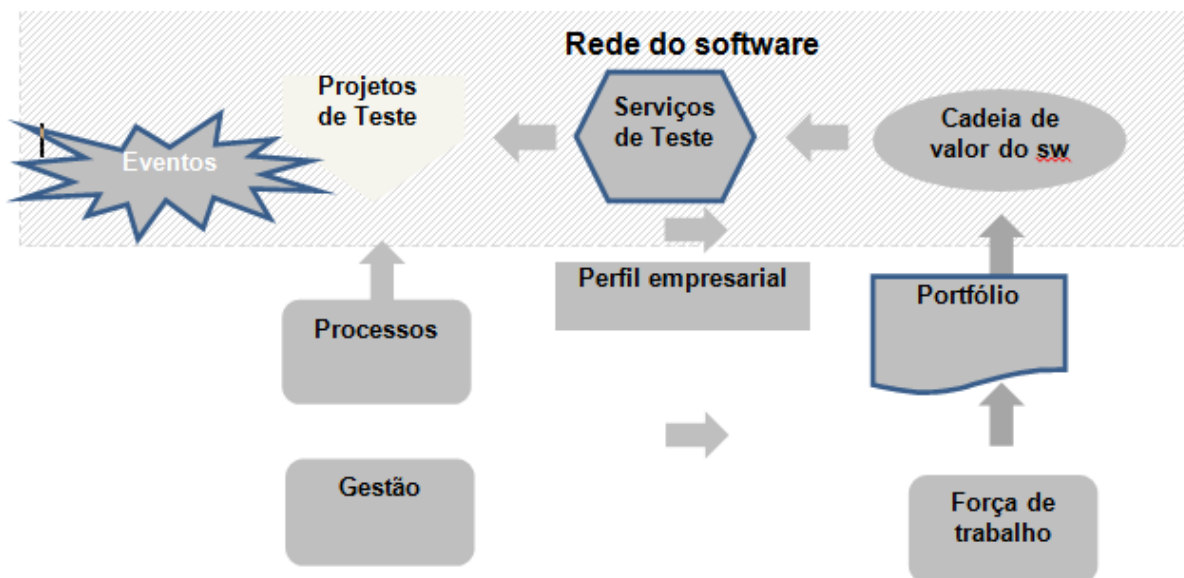 Rede do software
Projetos
de Teste
Serviços
de Teste
Cadeia de
valor do sw
Eventos
Perfil empresarial
Portfólio
Processos
Gestão
Força de
trabalho